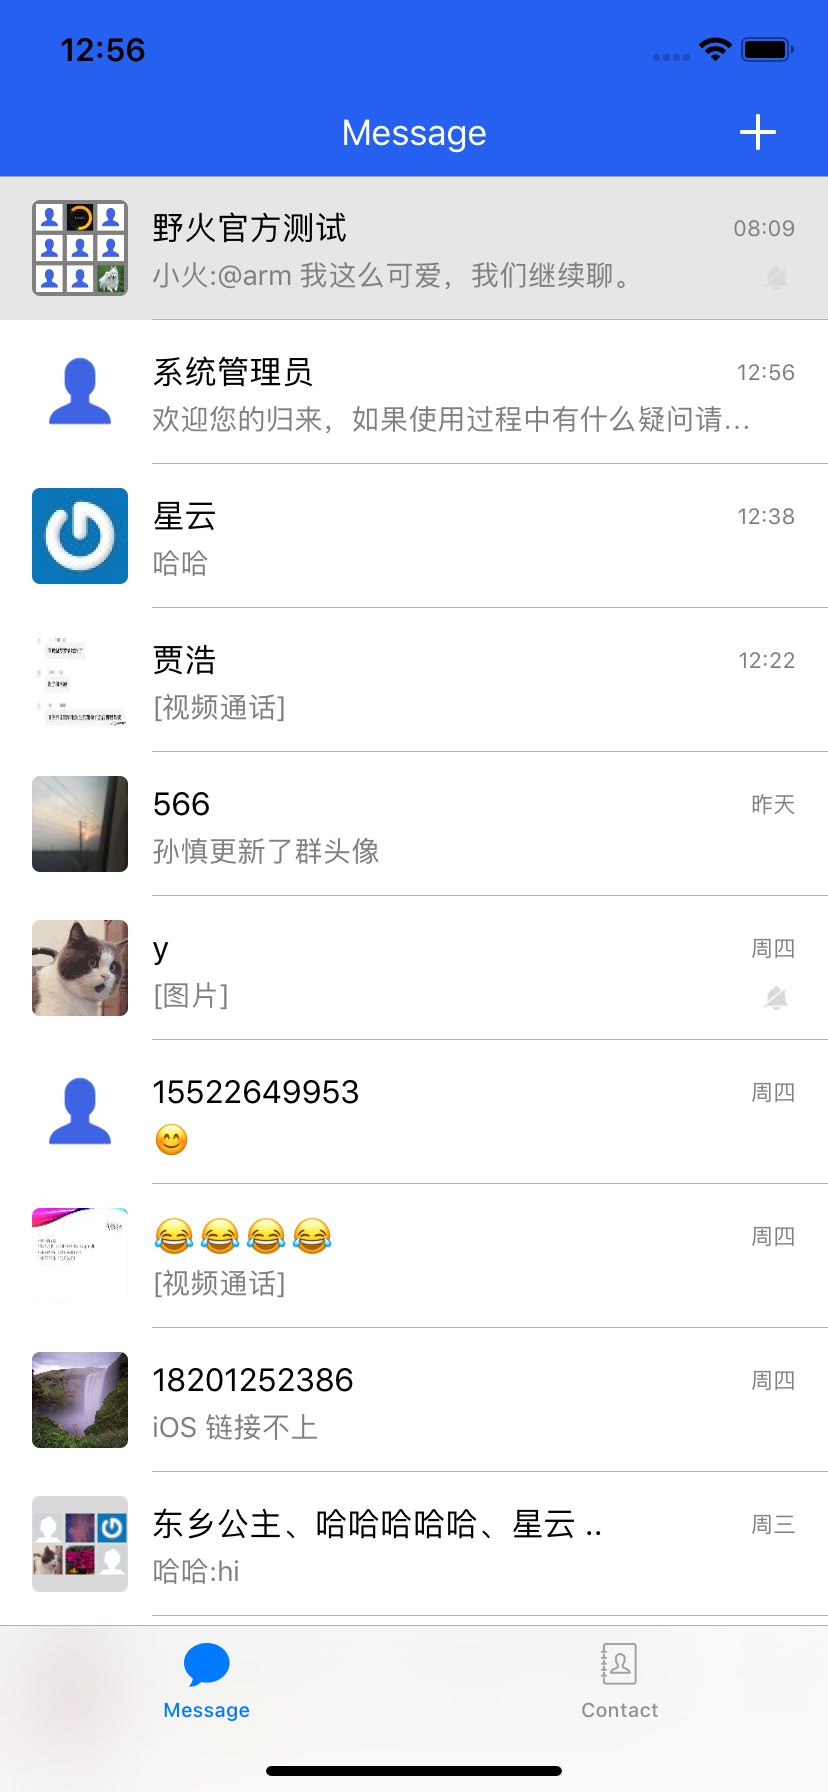 12:56
Message
野火官方测试
08:09
小火:@arm 我这么可爱，我们继续聊。
系统管理员
12:56
欢迎您的归来，如果使用过程中有什么疑问请...
星云
12:38
哈哈
贾浩
12:22
[视频通话]
566
昨天
孙慎更新了群头像
y
周四
[图片]
15522649953
周四
😊
😂😂😂😂
周四
[视频通话]
18201252386
周四
iOS 链接不上
东乡公主、哈哈哈哈哈、星云 ..
周三
哈哈:hi
Message
Contact